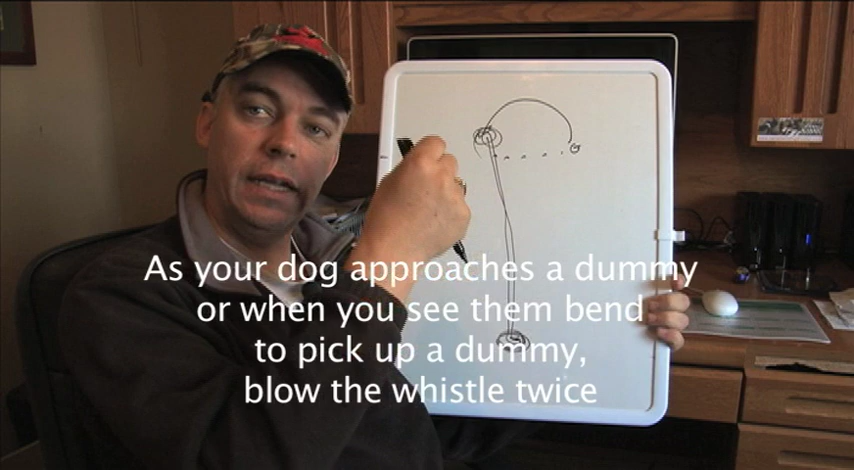 As your dog approaches a dummy
or when you see them bend
to pick up a dummy,
blow the whistle twice